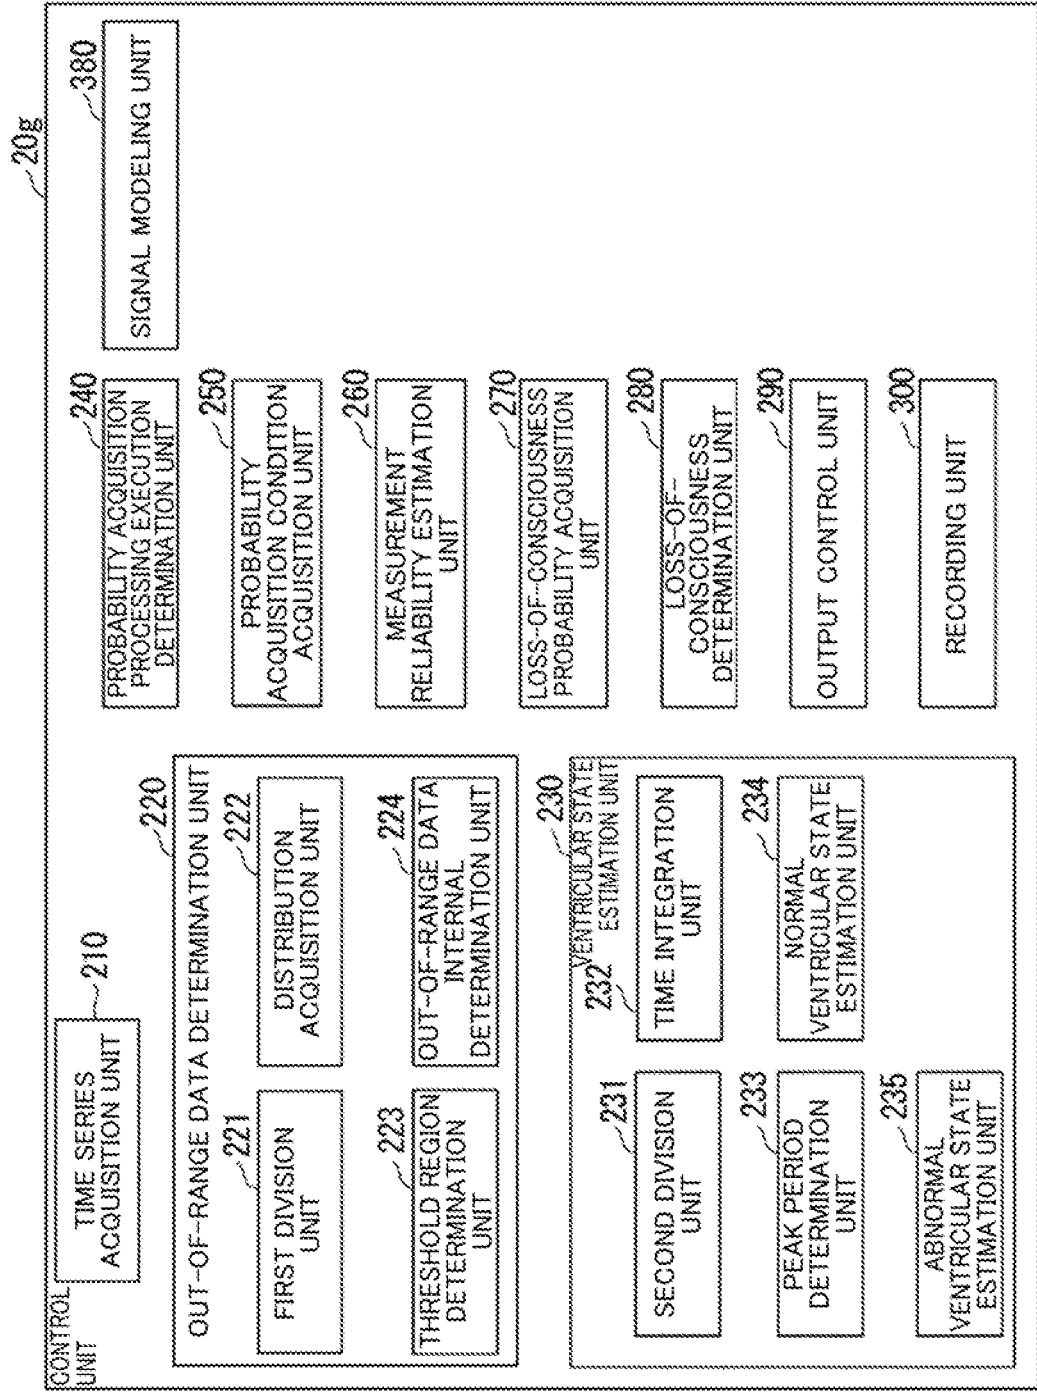 20g
CONTROL
UNIT
210
TIME SERIES
ACQUISITION UNIT
220
OUT-OF-RANGE DATA DETERMINATION UNIT
221
FIRST DIVISION
UNIT
222
DISTRIBUTION
ACQUISITION UNIT
223
THRESHOLD REGION
DETERMINATION
UNIT
224
OUT-OF-RANGE DATA
INTERNAL
DETERMINATION UNIT
230
VENTRICULAR STATE
ESTIMATION UNIT
231
SECOND DIVISION
UNIT
232
TIME INTEGRATION
UNIT
233
PEAK PERIOD
DETERMINATION
UNIT
234
NORMAL
VENTRICULAR STATE
ESTIMATION UNIT
235
ABNORMAL
VENTRICULAR STATE
ESTIMATION UNIT
240
PROBABILITY ACQUISITION
PROCESSING EXECUTION
DETERMINATION UNIT
250
PROBABILITY
ACQUISITION CONDITION
ACQUISITION UNIT
260
MEASUREMENT
RELIABILITY ESTIMATION
UNIT
270
LOSS-OF-CONSCIOUSNESS
PROBABILITY ACQUISITION
UNIT
280
LOSS-OF-
CONSCIOUSNESS
DETERMINATION UNIT
290
OUTPUT CONTROL UNIT
300
RECORDING UNIT
380
SIGNAL MODELING UNIT